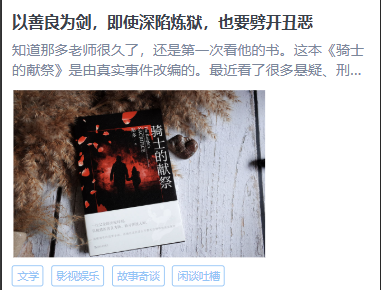 以善良为剑，即使深陷炼狱，也要劈开丑恶
知道那多老师很久了，还是第一次看他的书。这本《骑士
的献祭》是由真实事件改编的。最近看了很多悬疑、刑...
骑士的献祭
文学 影视娱乐 故事奇谈 闲谈吐槽